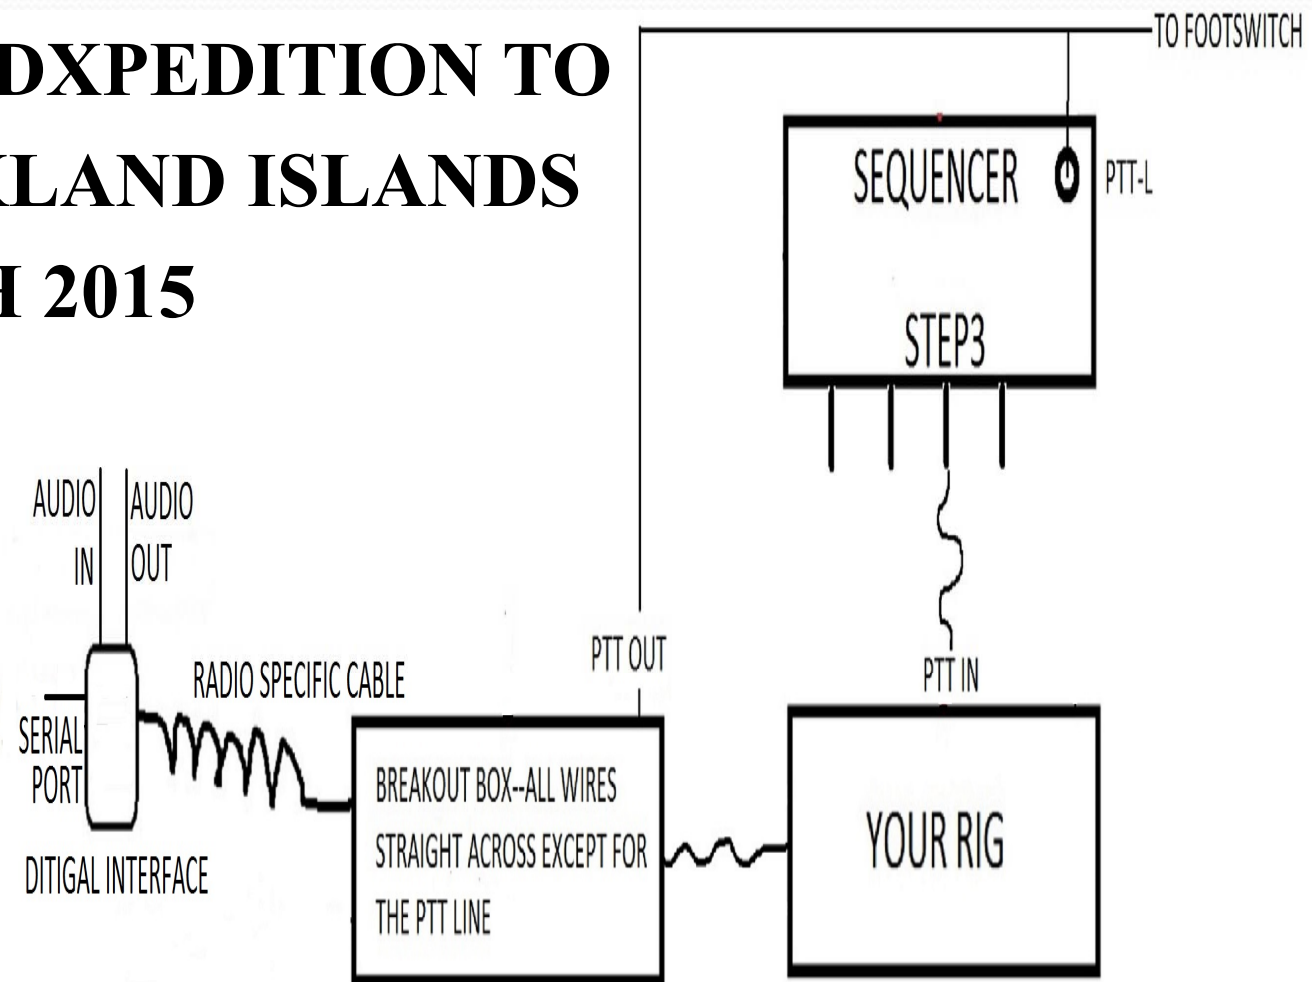 DXPEDITION TO
LAND ISLANDS
2015
TO FOOTSWITCH
SEQUENCER
PTT-L
STEP3
AUDIO IN
AUDIO OUT
RADIO SPECIFIC CABLE
PTT OUT
PTT IN
SERIAL
PORT
DITIGAL INTERFACE
BREAKOUT BOX--ALL WIRES
STRAIGHT ACROSS EXCEPT FOR
THE PTT LINE
YOUR RIG